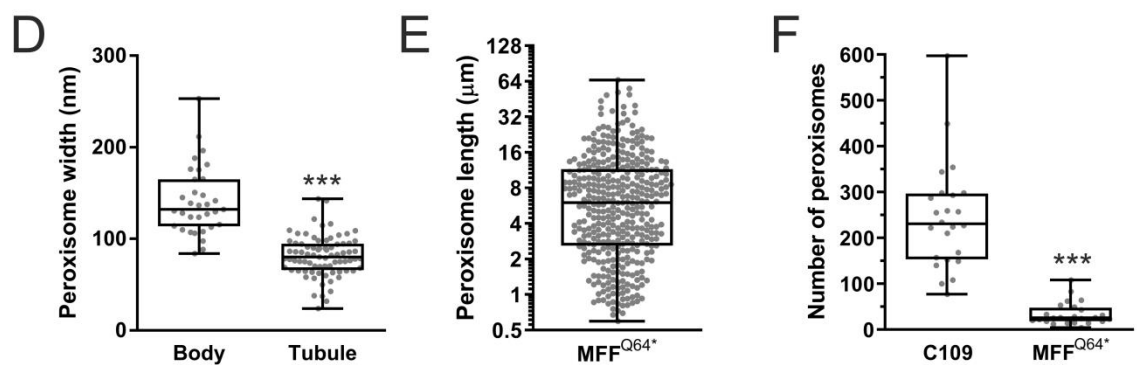 D
Peroxisome width (nm)
300
200
100
0
***
Body
Tubule
E
Peroxisome length (μm)
128
64
32
16
8
4
2
1
0.5
MFF^Q64*
F
Number of peroxisomes
600
500
400
300
200
100
0
***
C109
MFF^Q64*